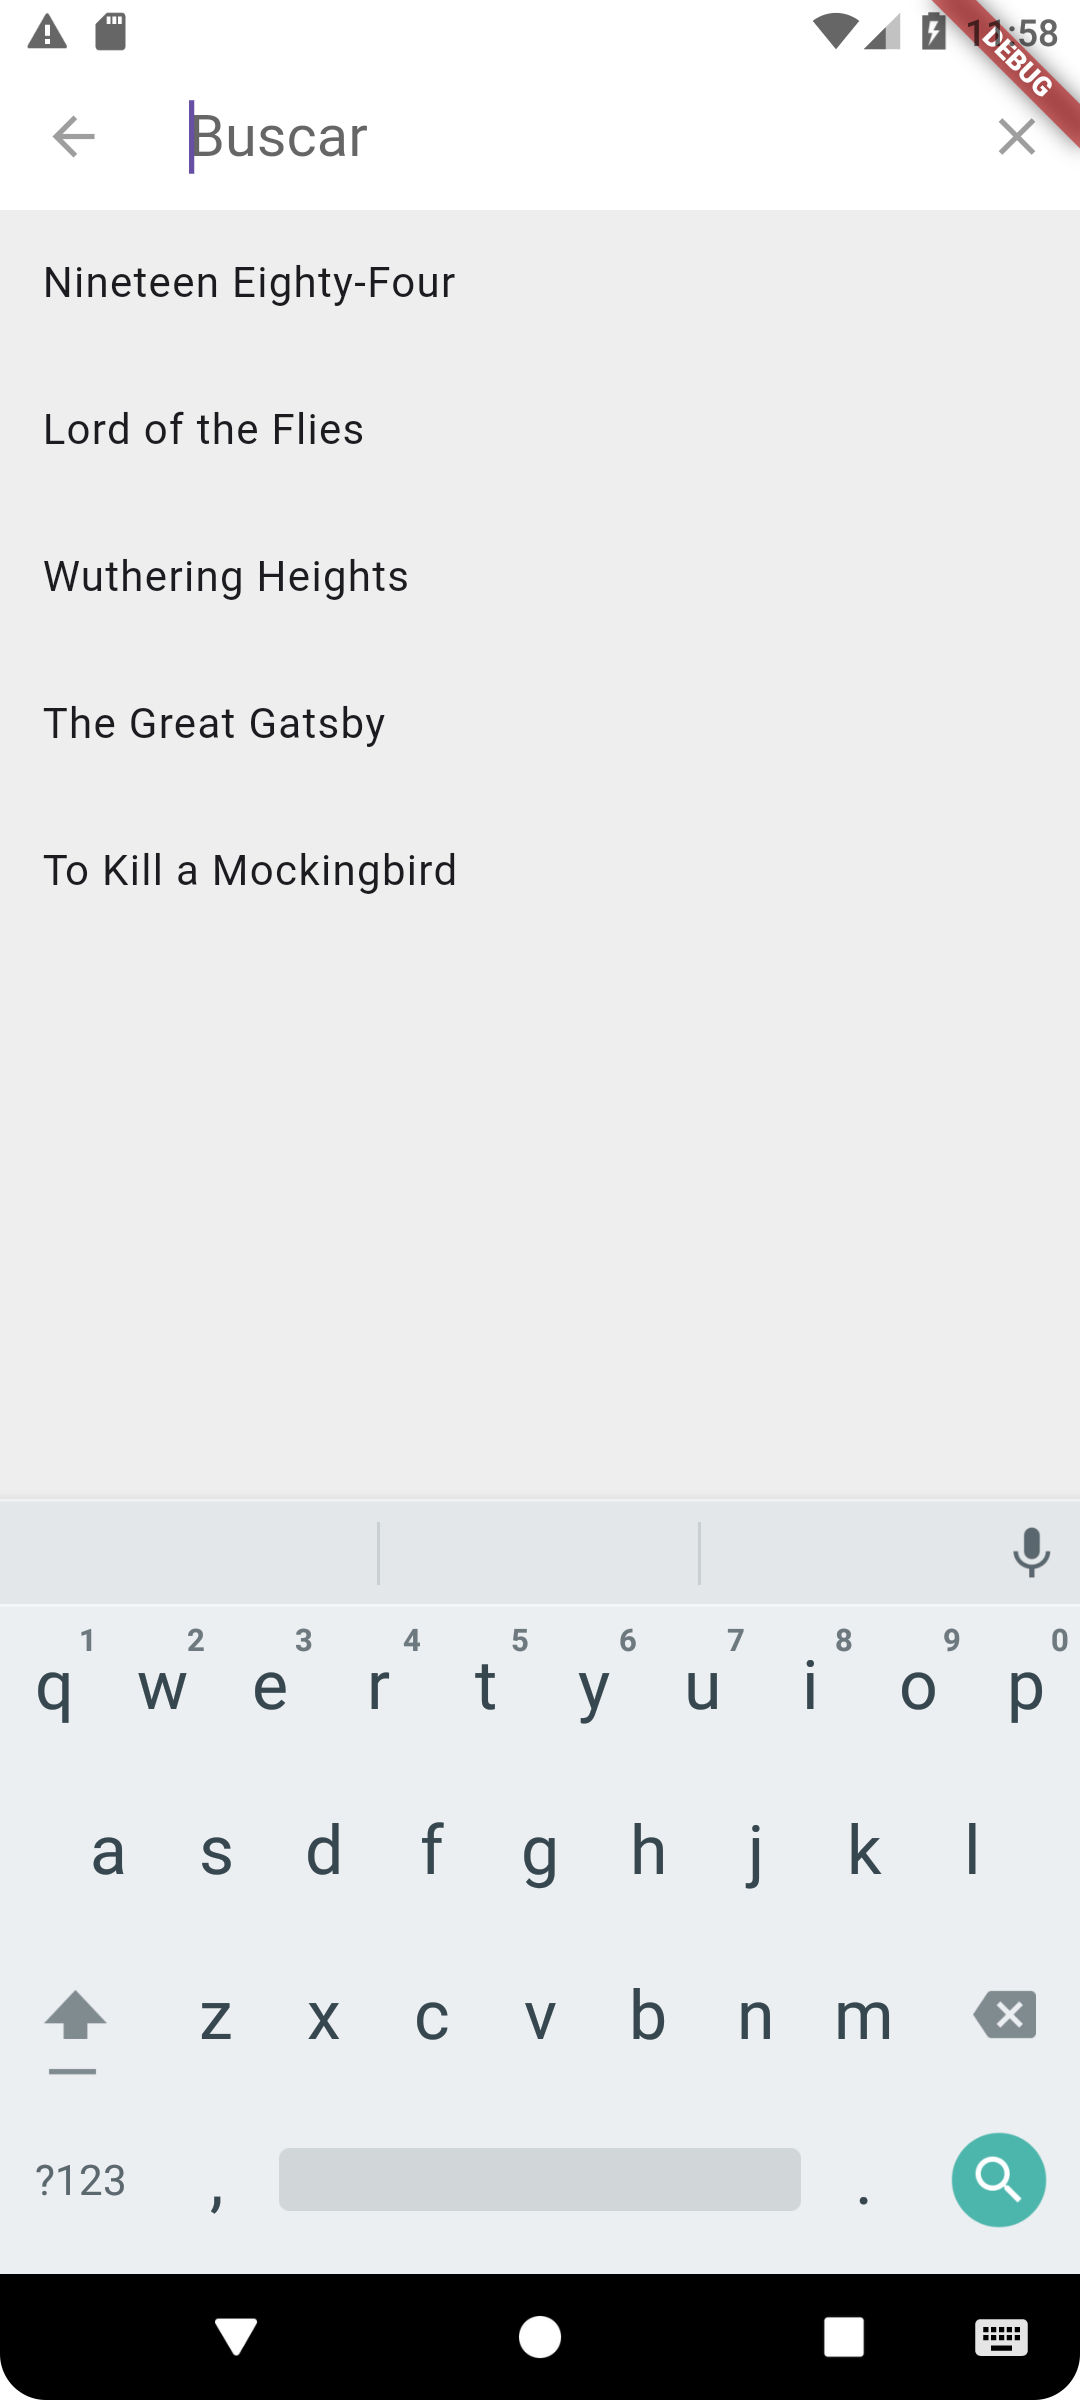 11:58
DEBUG
Buscar
Nineteen Eighty-Four
Lord of the Flies
Wuthering Heights
The Great Gatsby
To Kill a Mockingbird
1 2 3 4 5 6 7 8 9 0
q w e r t y u i o p
a s d f g h j k l
z x c v b n m
?123 , .